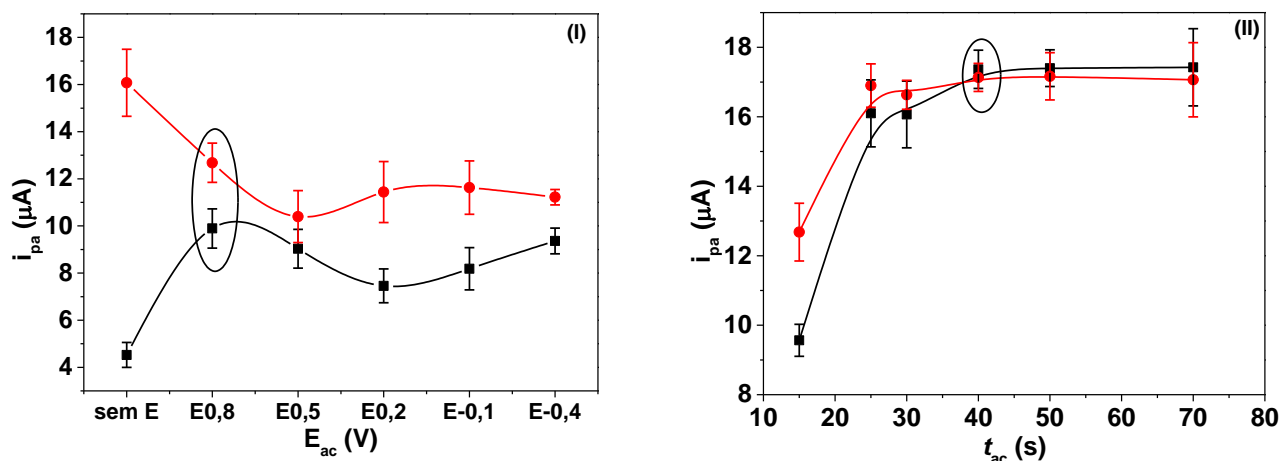 (I)
18
16
14
12
10
8
6
4
i_pa (μA)
sem E E0,8 E0,5 E0,2 E-0,1 E-0,4
E_ac (V)
(II)
18
16
14
12
10
8
i_pa (μA)
10 20 30 40 50 60 70 80
t_ac (s)